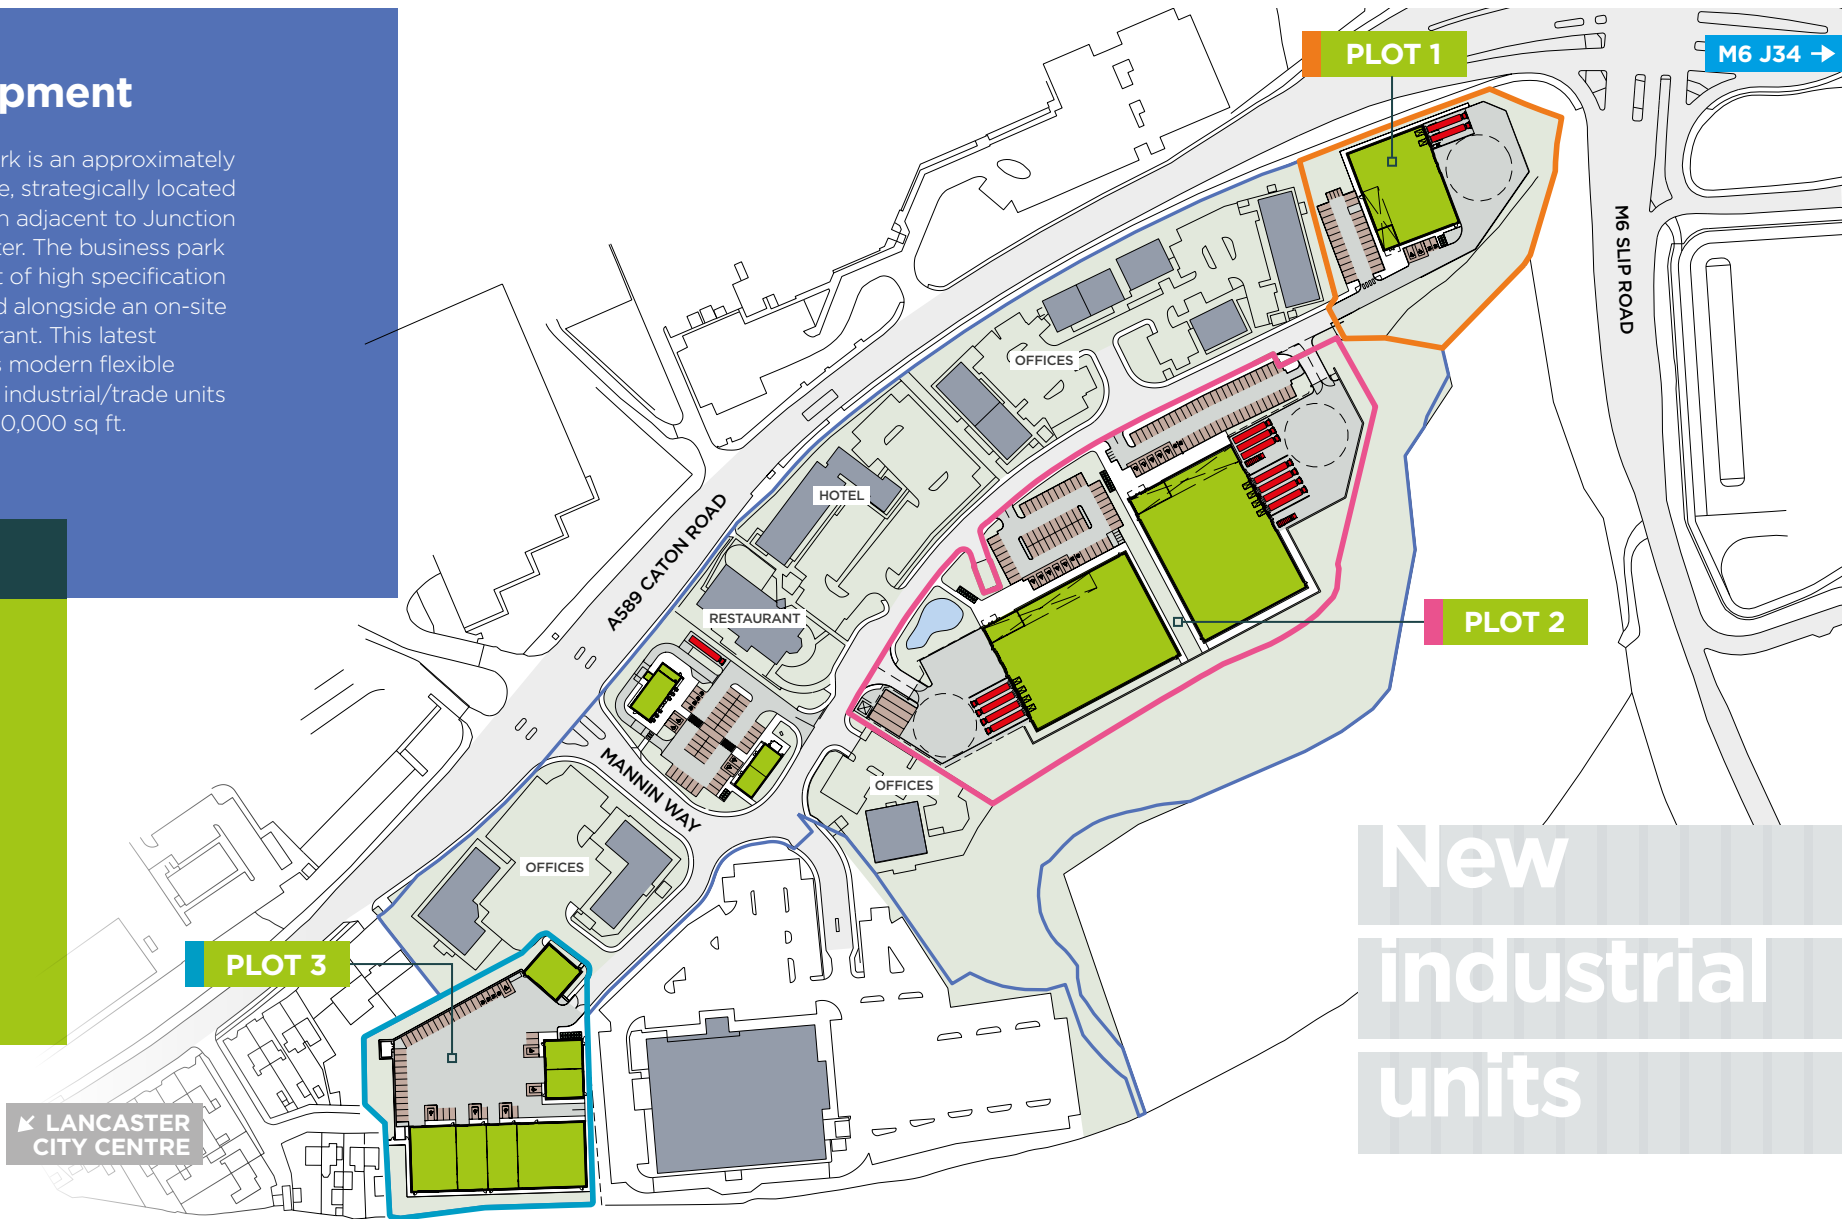 pment
rk is an approximately
e, strategically located
n adjacent to Junction
ter. The business park
t of high specification
d alongside an on-site
rant. This latest
s modern flexible
industrial/trade units
0,000 sq ft.
PLOT 1
M6 J34 →
M6 SLIP ROAD
OFFICES
HOTEL
A589 CATON ROAD
RESTAURANT
PLOT 2
MANNIN WAY
OFFICES
OFFICES
PLOT 3
↙ LANCASTER
CITY CENTRE
New
industrial
units